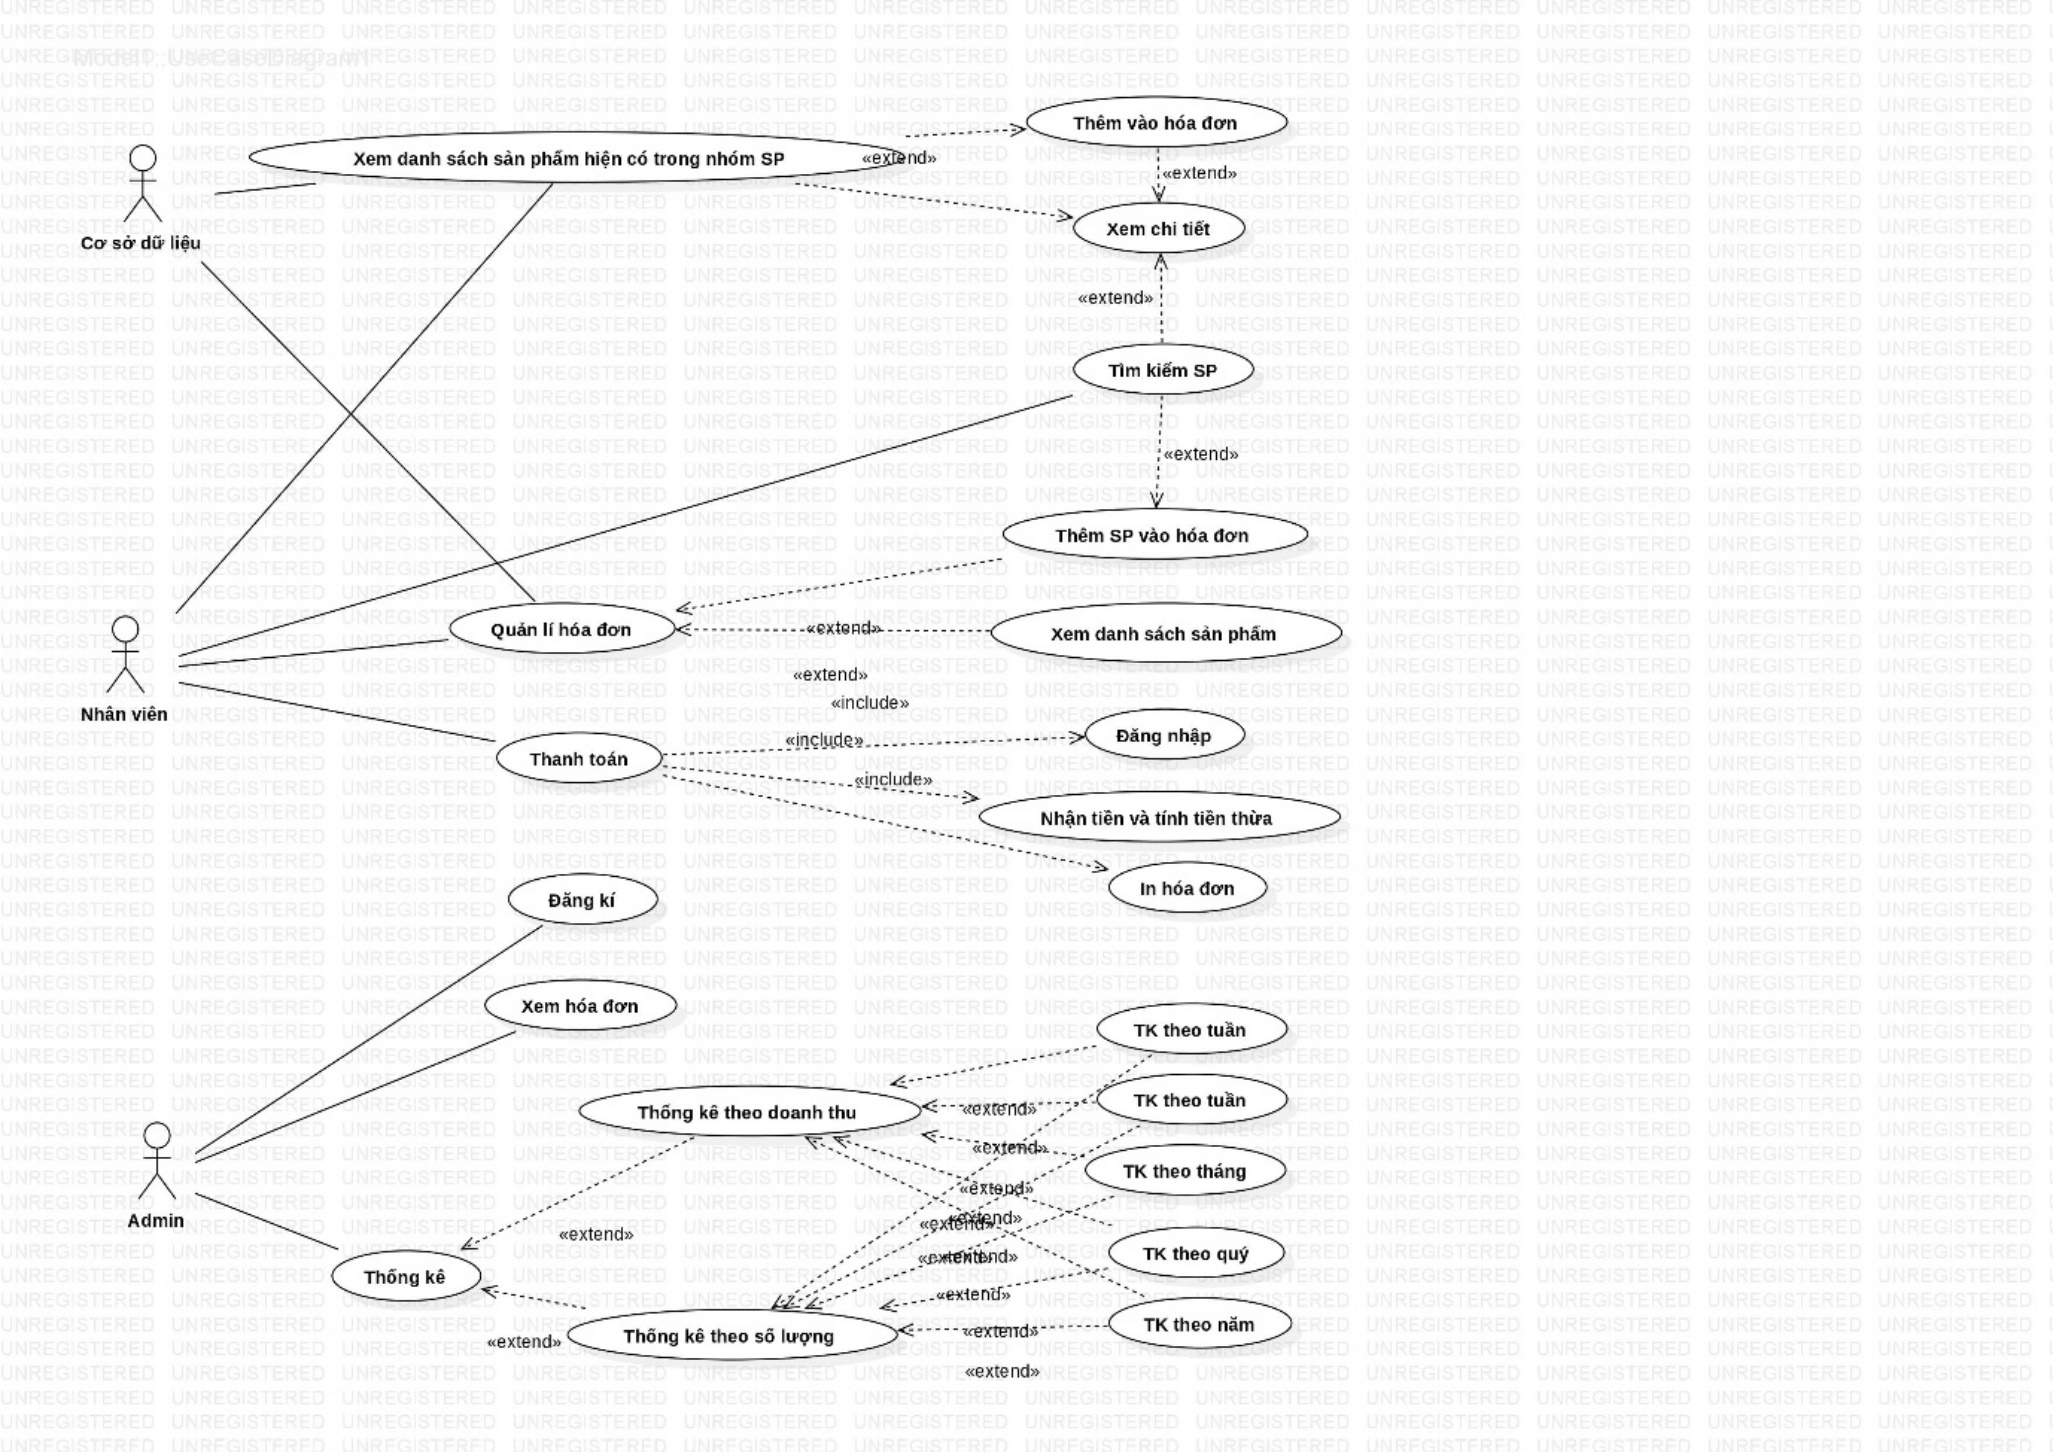 Model1::UseCaseDiagram1
Thêm vào hóa đơn
Xem danh sách sản phẩm hiện có trong nhóm SP
«extend»
«extend»
Xem chi tiết
Cơ sở dữ liệu
«extend»
Tìm kiếm SP
«extend»
Thêm SP vào hóa đơn
Quản lí hóa đơn
«extend»
Xem danh sách sản phẩm
«extend»
«include»
Nhân viên
Đăng nhập
«include»
Thanh toán
«include»
Nhận tiền và tính tiền thừa
In hóa đơn
Đăng kí
Xem hóa đơn
TK theo tuần
TK theo tuần
Thống kê theo doanh thu
«extend»
«extend»
TK theo tháng
«extend»
Admin
«extend»
«extend»
«extend»
TK theo quý
«extend»
«extend»
Thống kê
«extend»
TK theo năm
«extend»
Thống kê theo số lượng
«extend»
«extend»
UNREGISTERED